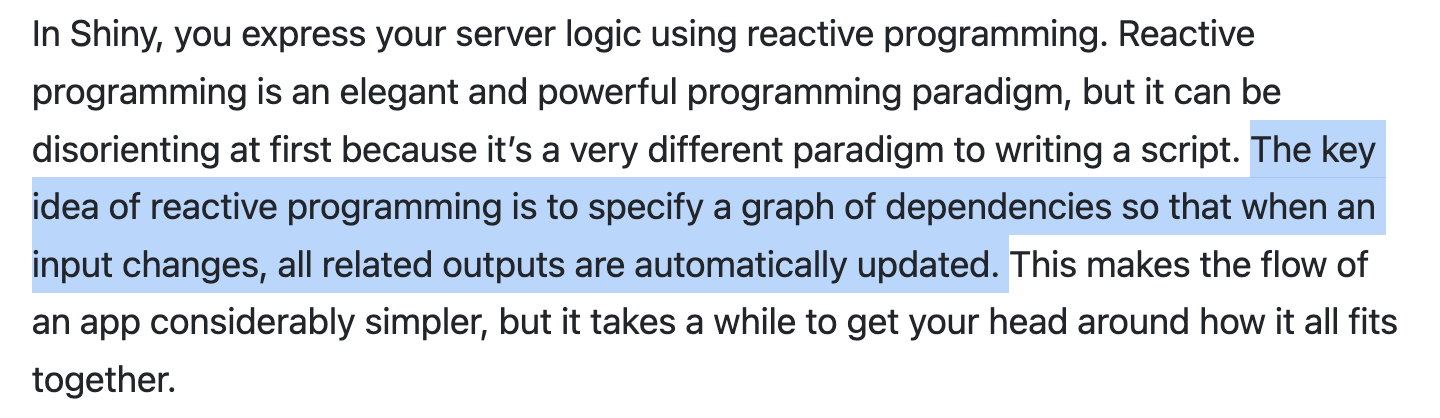 In Shiny, you express your server logic using reactive programming. Reactive
programming is an elegant and powerful programming paradigm, but it can be
disorienting at first because it’s a very different paradigm to writing a script. The key
idea of reactive programming is to specify a graph of dependencies so that when an
input changes, all related outputs are automatically updated. This makes the flow of
an app considerably simpler, but it takes a while to get your head around how it all fits
together.